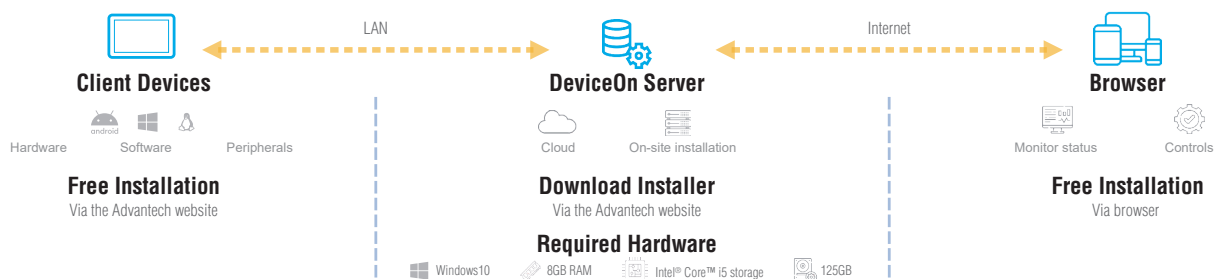 LAN
Internet
Client Devices
DeviceOn Server
Browser
android
Hardware
Software
Peripherals
Cloud
On-site installation
Monitor status
Controls
Free Installation
Via the Advantech website
Download Installer
Via the Advantech website
Free Installation
Via browser
Required Hardware
Windows10
8GB RAM
Intel® Core™ i5 storage
125GB